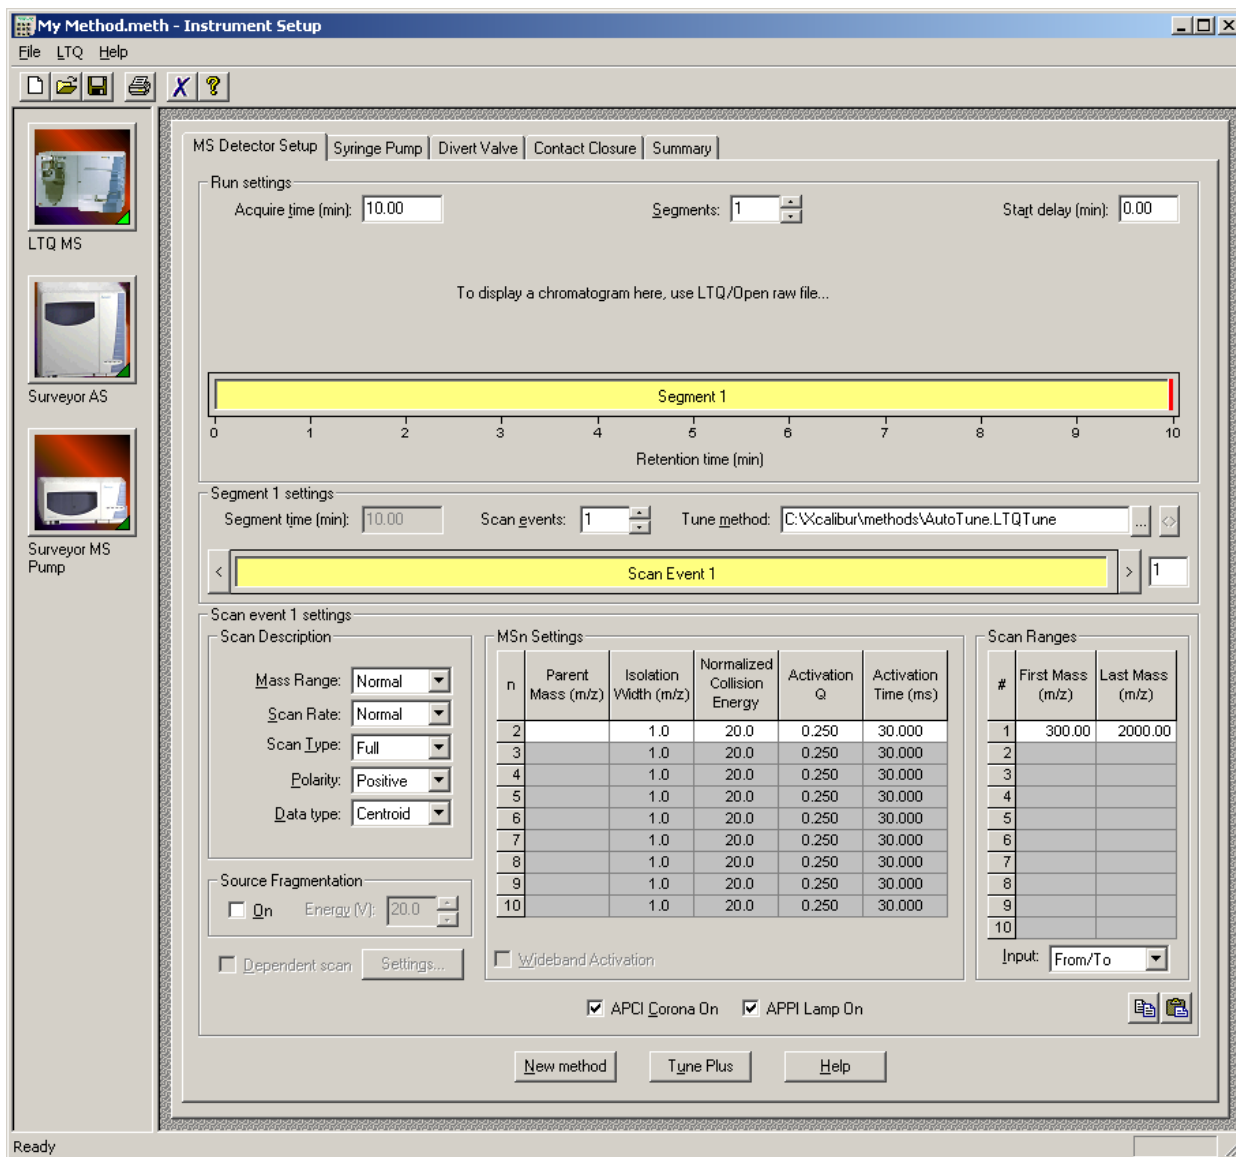 My Method.meth - Instrument Setup
File LTQ Help
LTQ MS
Surveyor AS
Surveyor MS
Pump
MS Detector Setup Syringe Pump Divert Valve Contact Closure Summary
Run settings
Acquire time (min): 10.00 Segments: 1 Start delay (min): 0.00
To display a chromatogram here, use LTQ/Open raw file...
Segment 1
0 1 2 3 4 5 6 7 8 9 10
Retention time (min)
Segment 1 settings
Segment time (min): 10.00 Scan events: 1 Tune method: C:\Xcalibur\methods\AutoTune.LTQTune ... <>
< Scan Event 1 > 1
Scan event 1 settings
Scan Description
Mass Range: Normal
Scan Rate: Normal
Scan Type: Full
Polarity: Positive
Data type: Centroid
Source Fragmentation
On Energy (V): 20.0
Dependent scan Settings...
MSn Settings
n Parent Mass (m/z) Isolation Width (m/z) Normalized Collision Energy Activation Q Activation Time (ms)
2 1.0 20.0 0.250 30.000
3 1.0 20.0 0.250 30.000
4 1.0 20.0 0.250 30.000
5 1.0 20.0 0.250 30.000
6 1.0 20.0 0.250 30.000
7 1.0 20.0 0.250 30.000
8 1.0 20.0 0.250 30.000
9 1.0 20.0 0.250 30.000
10 1.0 20.0 0.250 30.000
Wideband Activation
Scan Ranges
# First Mass (m/z) Last Mass (m/z)
1 300.00 2000.00
2
3
4
5
6
7
8
9
10
Input: From/To
APCI Corona On APPI Lamp On
New method Tune Plus Help
Ready